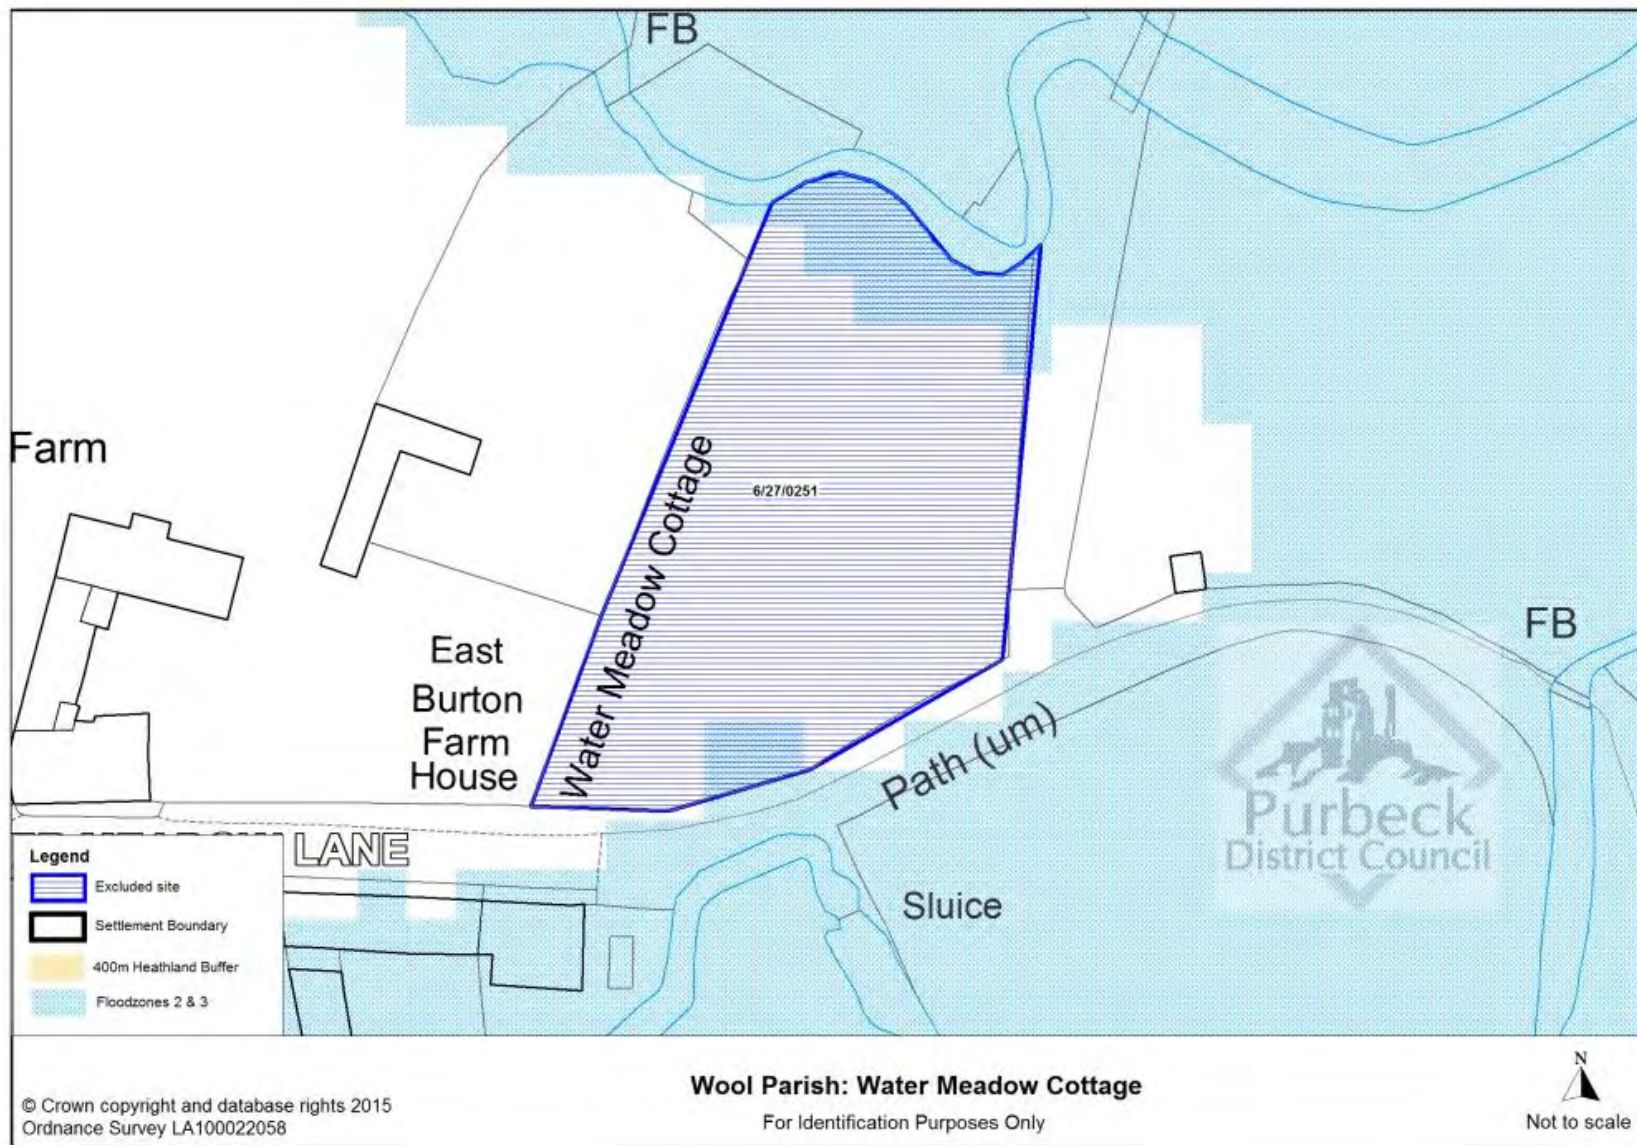 FB
Farm
Water Meadow Cottage
6/27/0251
East
Burton
Farm
House
FB
Path (um)
Purbeck
District Council
LANE
Sluice
Legend
Excluded site
Settlement Boundary
400m Heathland Buffer
Floodzones 2 & 3
Wool Parish: Water Meadow Cottage
For Identification Purposes Only
© Crown copyright and database rights 2015
Ordnance Survey LA100022058
N
Not to scale